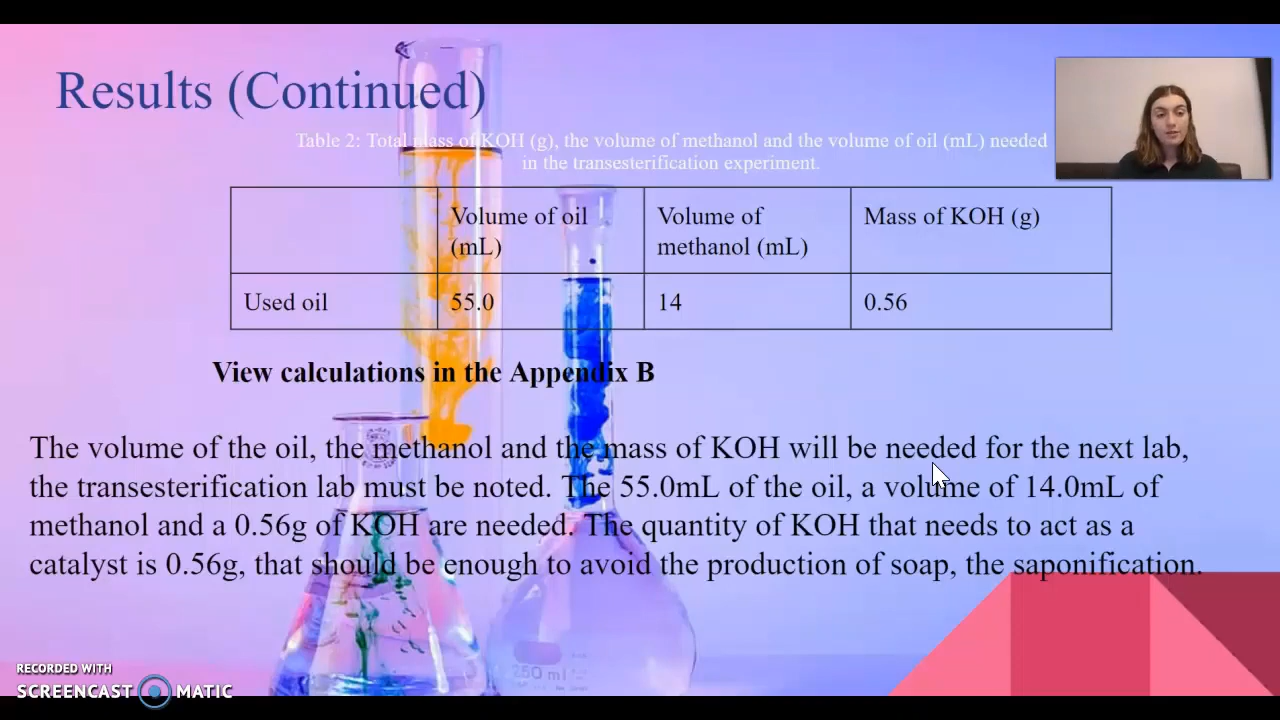 Results (Continued)
Table 2: Total mass of KOH (g), the volume of methanol and the volume of oil (mL) needed
in the transesterification experiment.
Volume of oil (mL)
Volume of methanol (mL)
Mass of KOH (g)
Used oil
55.0
14
0.56
View calculations in the Appendix B
The volume of the oil, the methanol and the mass of KOH will be needed for the next lab,
the transesterification lab must be noted. The 55.0mL of the oil, a volume of 14.0mL of
methanol and a 0.56g of KOH are needed. The quantity of KOH that needs to act as a
catalyst is 0.56g, that should be enough to avoid the production of soap, the saponification.
250 ml
RECORDED WITH
SCREENCAST MATIC